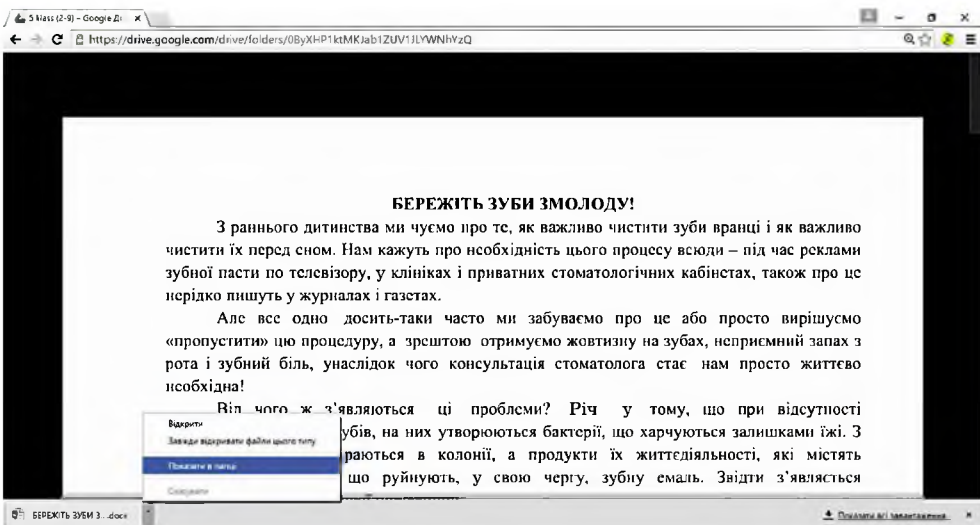 5 klass (2-9) – Google Ди
https://drive.google.com/drive/folders/0ByXHP1ktMKJab1ZUV1JLYWNhYzQ
БЕРЕЖІТЬ ЗУБИ ЗМОЛОДУ!
З раннього дитинства ми чуємо про те, як важливо чистити зуби вранці і як важливо
чистити їх перед сном. Нам кажуть про необхідність цього процесу всюди – під час реклами
зубної пасти по телевізору, у клініках і приватних стоматологічних кабінетах, також про це
нерідко пишуть у журналах і газетах.
Але все одно досить-таки часто ми забуваємо про це або просто вирішуємо
«пропустити» цю процедуру, а зрештою отримуємо жовтизну на зубах, неприємний запах з
рота і зубний біль, унаслідок чого консультація стоматолога стає нам просто життєво
необхідна!
Від чого ж з’являються ці проблеми? Річ у тому, що при відсутності
убів, на них утворюються бактерії, що харчуються залишками їжі. З
раються в колонії, а продукти їх життєдіяльності, які містять
що руйнують, у свою чергу, зубну емаль. Звідти з’являється
Відкрити
Завжди відкривати файли цього типу
Показати в папці
Скасувати
БЕРЕЖІТЬ ЗУБИ З....docx
Показати всі завантаження...